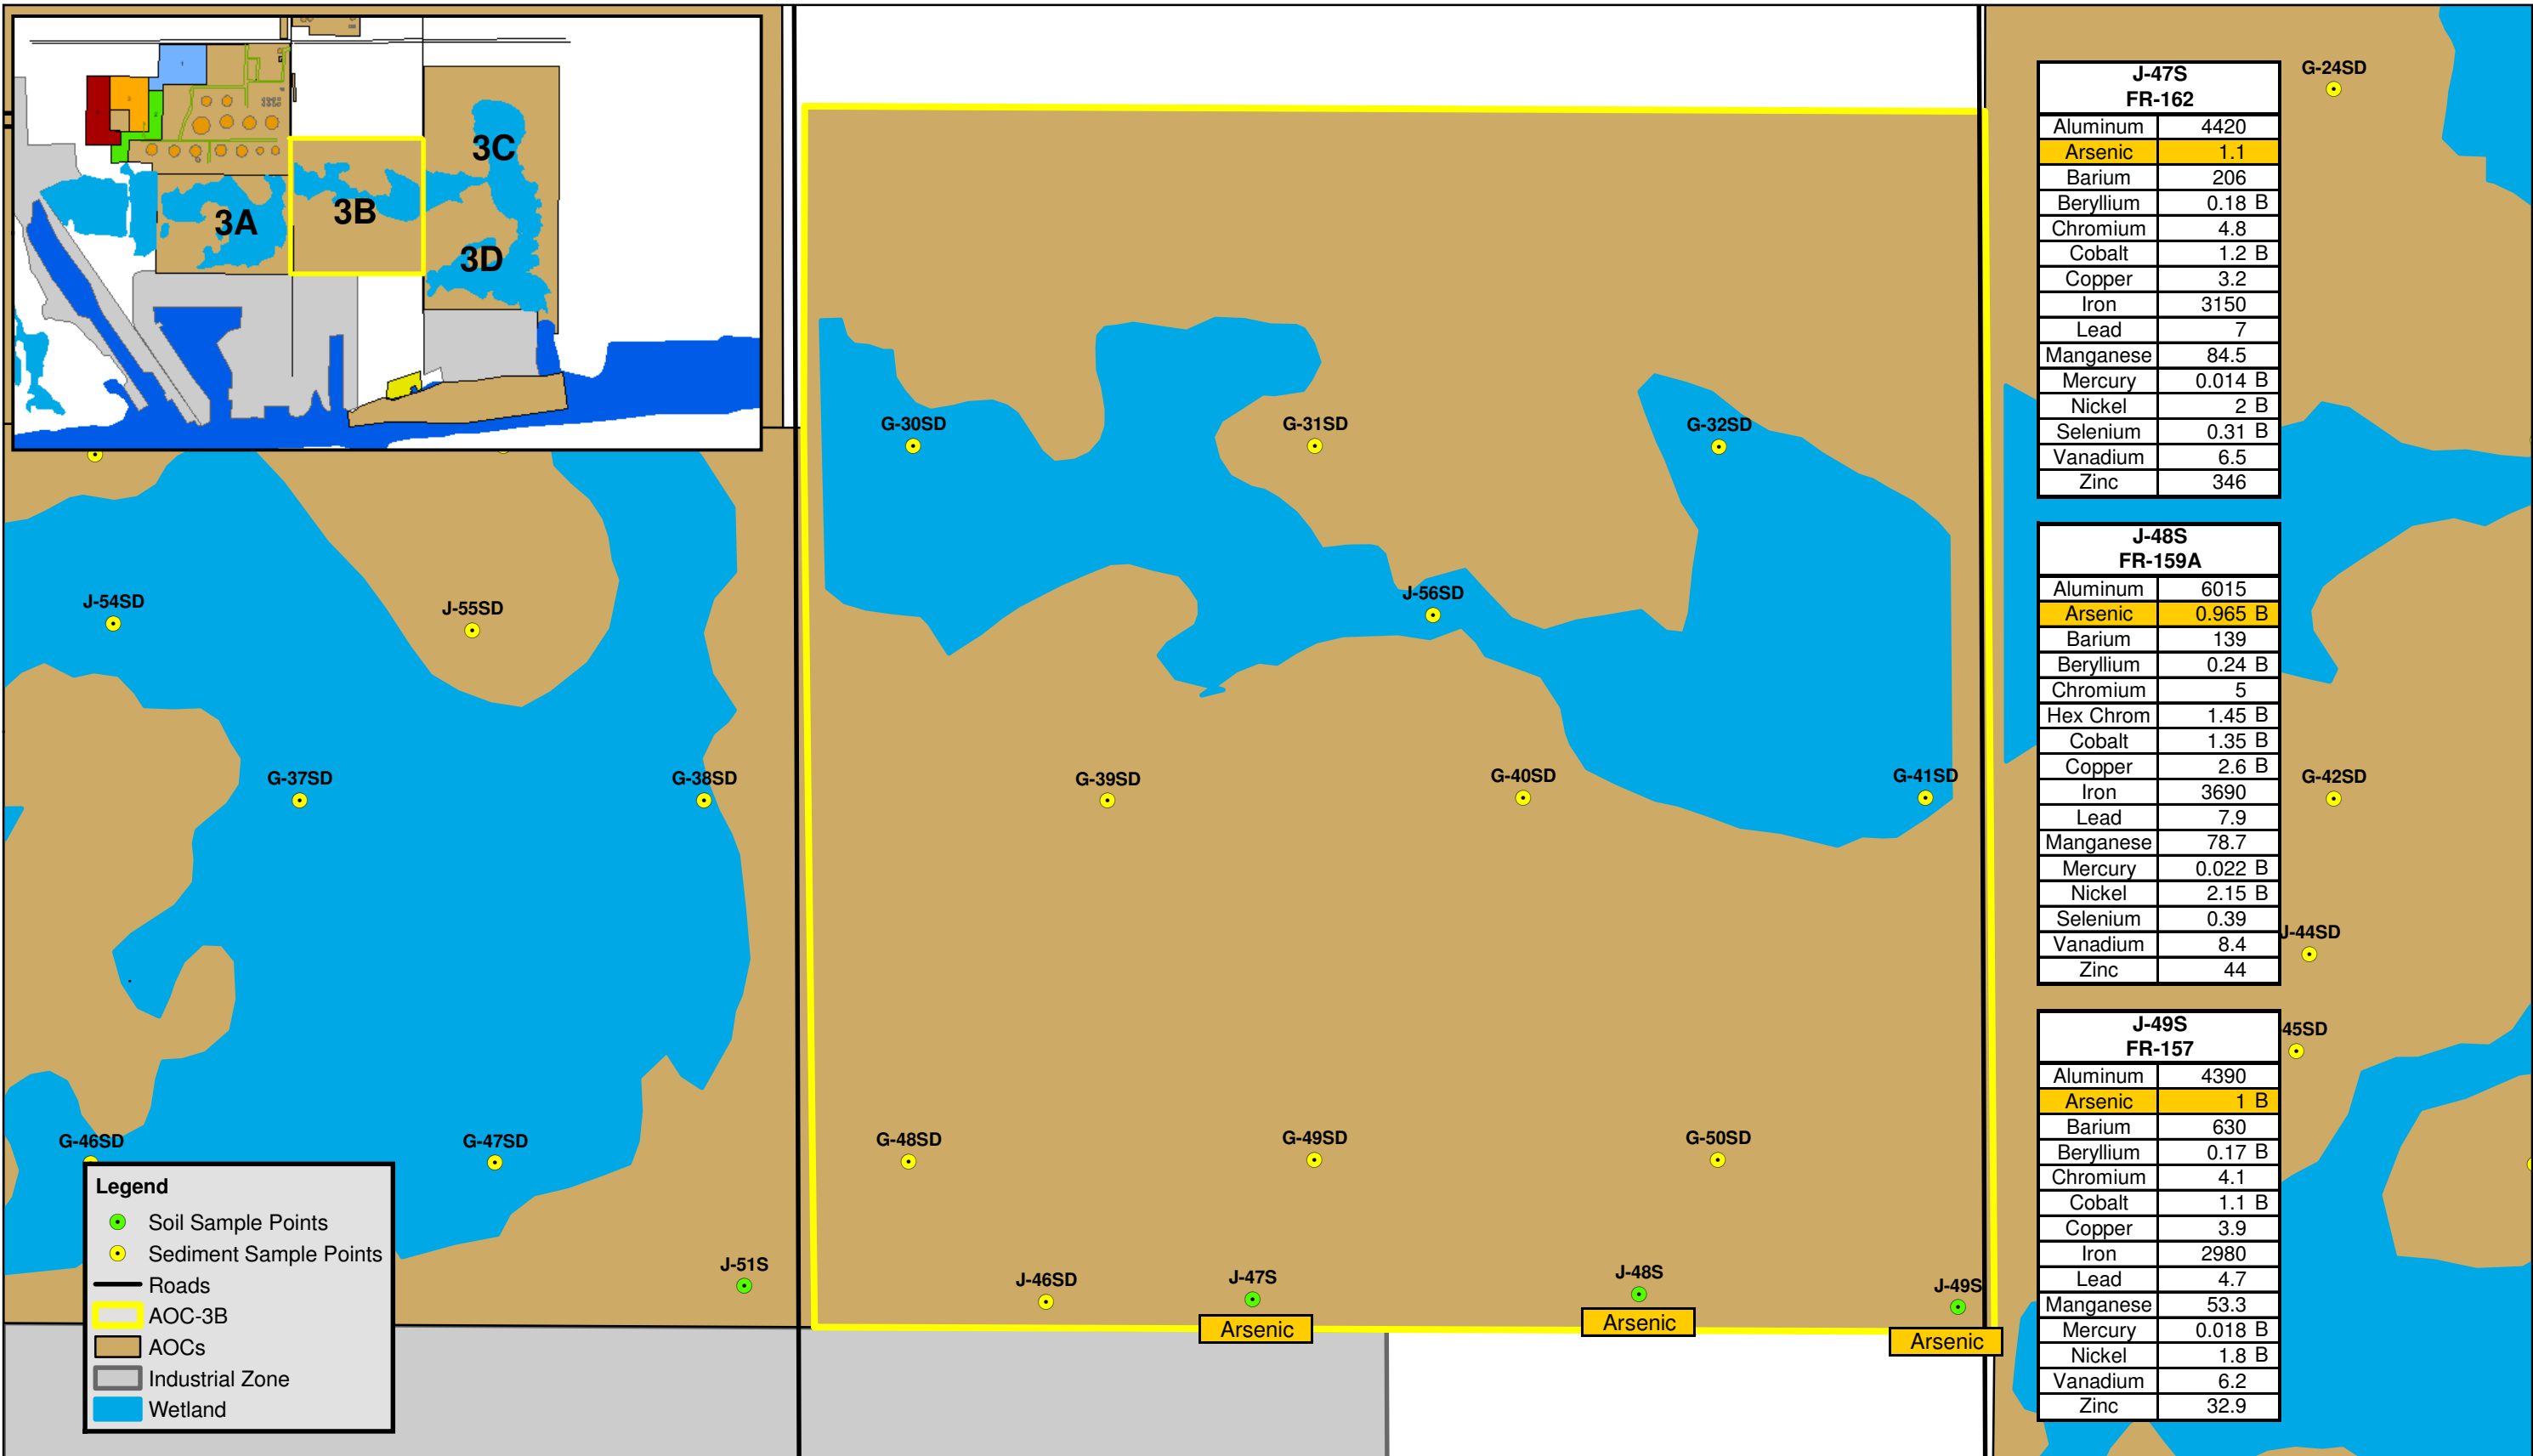 3A
3B
3C
3D
G-24SD
G-30SD
G-31SD
G-32SD
J-54SD
J-55SD
J-56SD
G-37SD
G-38SD
G-39SD
G-40SD
G-41SD
G-42SD
J-44SD
45SD
G-46SD
G-47SD
G-48SD
G-49SD
G-50SD
J-51S
J-46SD
J-47S
J-48S
J-49S
Arsenic
Arsenic
Arsenic
Legend
Soil Sample Points
Sediment Sample Points
Roads
AOC-3B
AOCs
Industrial Zone
Wetland
J-47S
FR-162
Aluminum 4420
Arsenic 1.1
Barium 206
Beryllium 0.18 B
Chromium 4.8
Cobalt 1.2 B
Copper 3.2
Iron 3150
Lead 7
Manganese 84.5
Mercury 0.014 B
Nickel 2 B
Selenium 0.31 B
Vanadium 6.5
Zinc 346
J-48S
FR-159A
Aluminum 6015
Arsenic 0.965 B
Barium 139
Beryllium 0.24 B
Chromium 5
Hex Chrom 1.45 B
Cobalt 1.35 B
Copper 2.6 B
Iron 3690
Lead 7.9
Manganese 78.7
Mercury 0.022 B
Nickel 2.15 B
Selenium 0.39
Vanadium 8.4
Zinc 44
J-49S
FR-157
Aluminum 4390
Arsenic 1 B
Barium 630
Beryllium 0.17 B
Chromium 4.1
Cobalt 1.1 B
Copper 3.9
Iron 2980
Lead 4.7
Manganese 53.3
Mercury 0.018 B
Nickel 1.8 B
Vanadium 6.2
Zinc 32.9